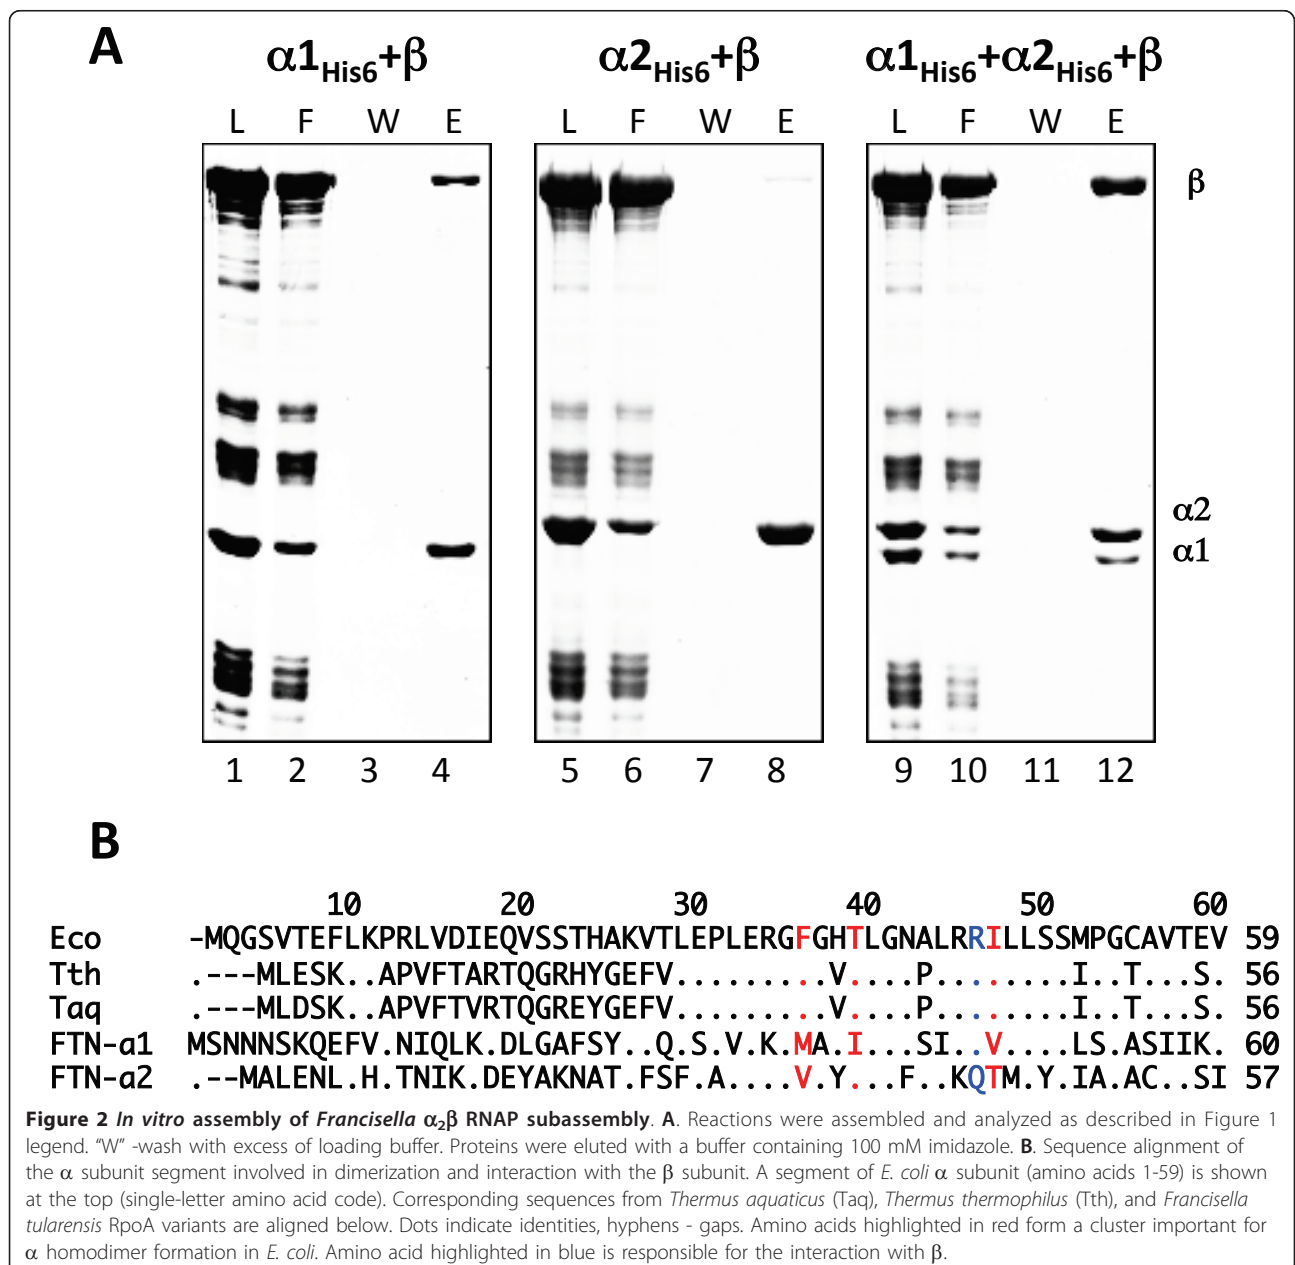 A
α1His6+β α2His6+β α1His6+α2His6+β
L F W E L F W E L F W E
β
α2
α1
1 2 3 4 5 6 7 8 9 10 11 12
B
10 20 30 40 50 60
Eco -MQGSVTEFLKPRLVDIEQVSSTHAKVTLEPLERGFGHTLGNALRRILLSSMPGCAVTEV 59
Tth .---MLESK..APVFTARTQGRHYGEFV.........V....P........I..T...S. 56
Taq .---MLDSK..APVFTVRTQGREYGEFV.........V....P........I..T...S. 56
FTN-α1 MSNNNSKQEFV.NIQLK.DLGAFSY..Q.S.V.K.MA.I...SI..V....LS.ASIIK. 60
FTN-α2 .--MALENL.H.TNIK.DEYAKNAT.FSF.A....V.Y...F..KQTM.Y.IA.AC..SI 57
Figure 2 In vitro assembly of Francisella α2β RNAP subassembly. A. Reactions were assembled and analyzed as described in Figure 1
legend. "W" -wash with excess of loading buffer. Proteins were eluted with a buffer containing 100 mM imidazole. B. Sequence alignment of
the α subunit segment involved in dimerization and interaction with the β subunit. A segment of E. coli α subunit (amino acids 1-59) is shown
at the top (single-letter amino acid code). Corresponding sequences from Thermus aquaticus (Taq), Thermus thermophilus (Tth), and Francisella
tularensis RpoA variants are aligned below. Dots indicate identities, hyphens - gaps. Amino acids highlighted in red form a cluster important for
α homodimer formation in E. coli. Amino acid highlighted in blue is responsible for the interaction with β.